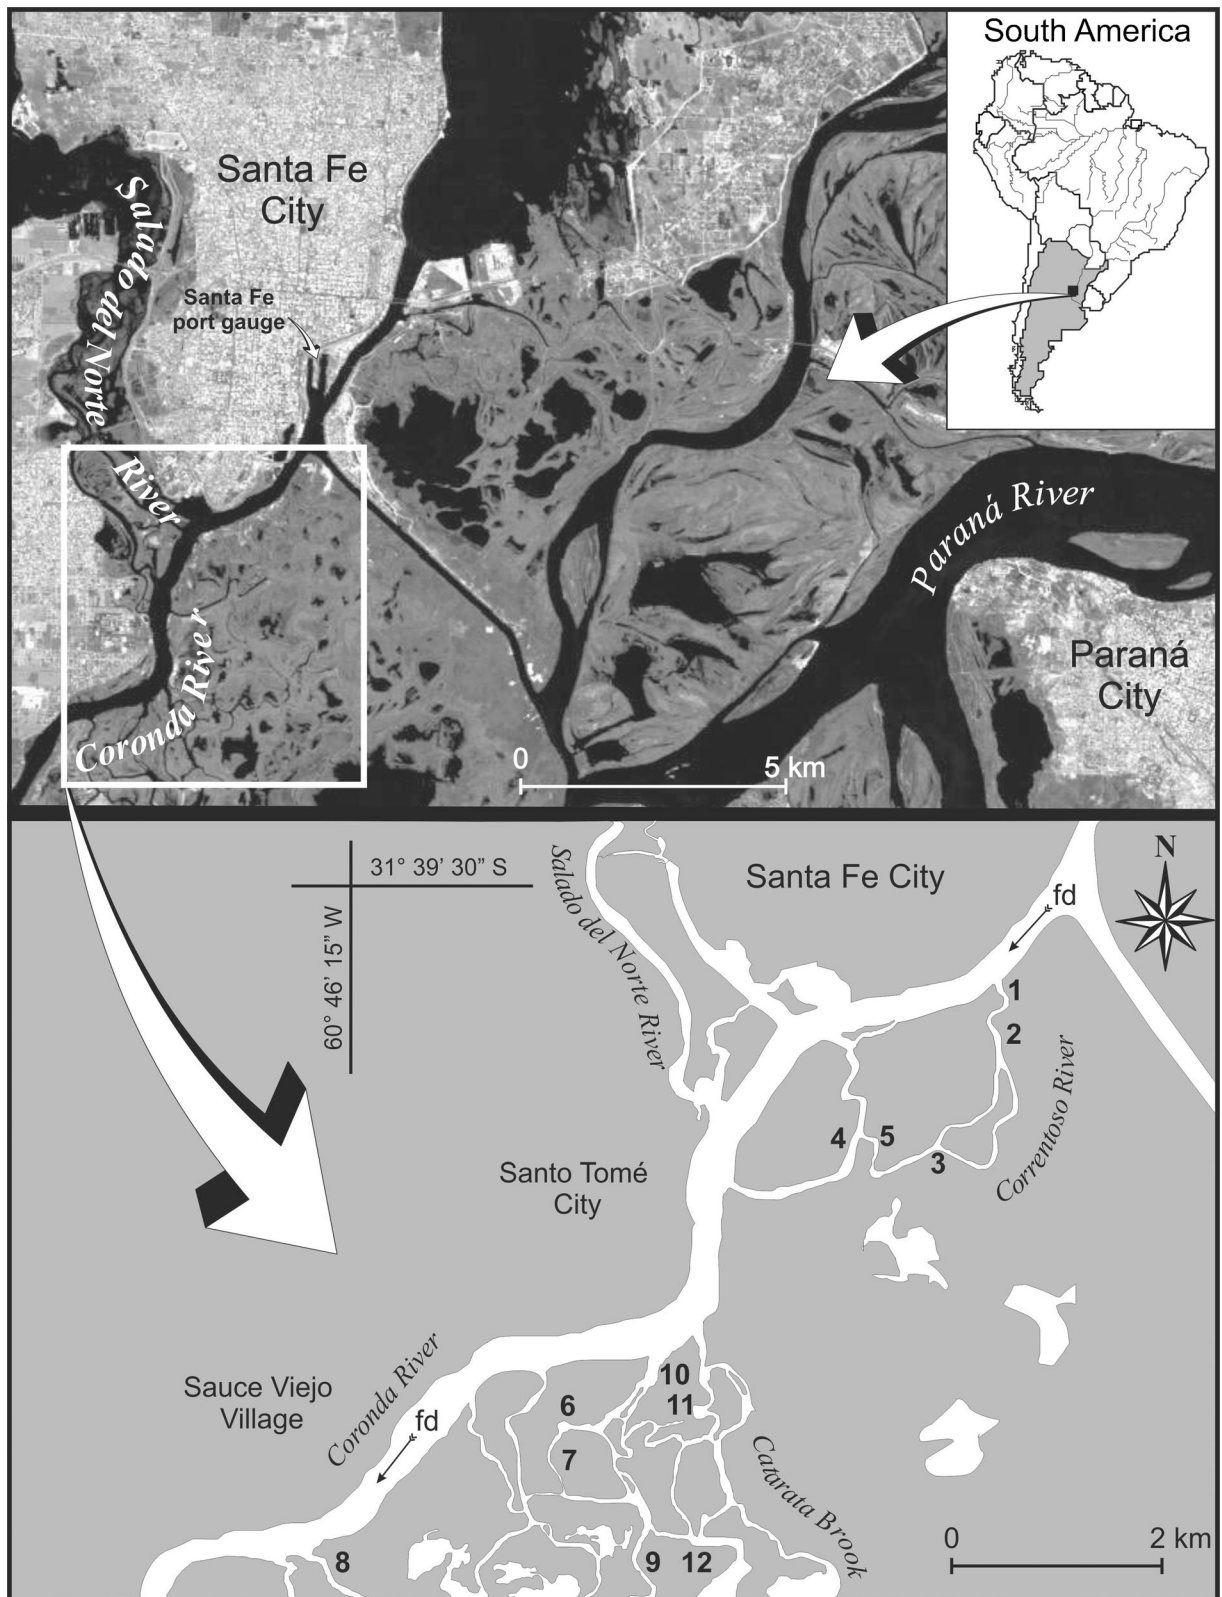 South America
Santa Fe
City
Salado del Norte
River
Santa Fe
port gauge
Paraná River
Paraná
City
Coronda River
0
5 km
31° 39’ 30” S
60° 46’ 15” W
Salado del Norte River
Santa Fe City
N
fd
1
2
Correntoso River
4
5
3
Santo Tomé
City
Sauce Viejo
Village
Coronda River
fd
10
6
11
7
Catarata Brook
8
9
12
0
2 km